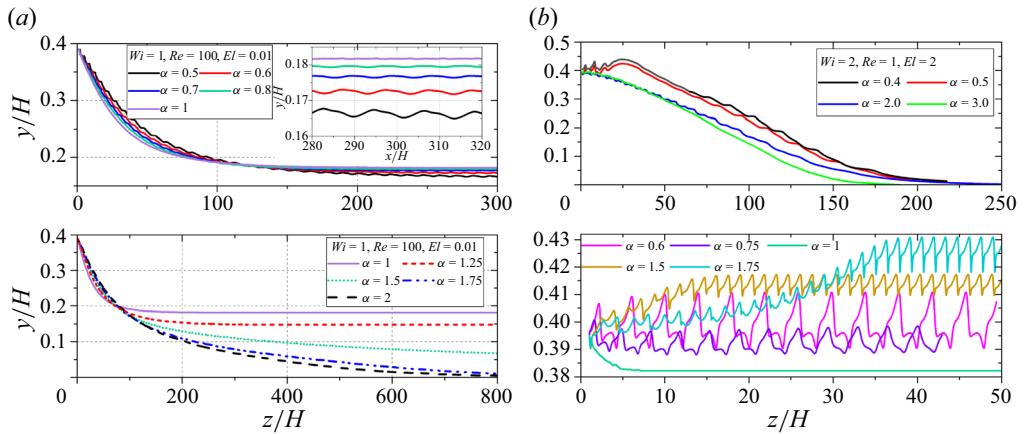 (a)
(b)
0.4
0.3
0.2
0.1
y/H
0
100
200
300
Wi = 1, Re = 100, El = 0.01
α = 0.5
α = 0.6
α = 0.7
α = 0.8
α = 1
0.18
0.17
0.16
y/H
280
290
300
310
320
x/H
0.5
0.4
0.3
0.2
0.1
0
50
100
150
200
250
Wi = 2, Re = 1, El = 2
α = 0.4
α = 0.5
α = 2.0
α = 3.0
0.4
0.3
0.2
0.1
y/H
0
200
400
600
800
z/H
Wi = 1, Re = 100, El = 0.01
α = 1
α = 1.25
α = 1.5
α = 1.75
α = 2
0.43
0.42
0.41
0.40
0.39
0.38
0
10
20
30
40
50
z/H
α = 0.6
α = 0.75
α = 1
α = 1.5
α = 1.75